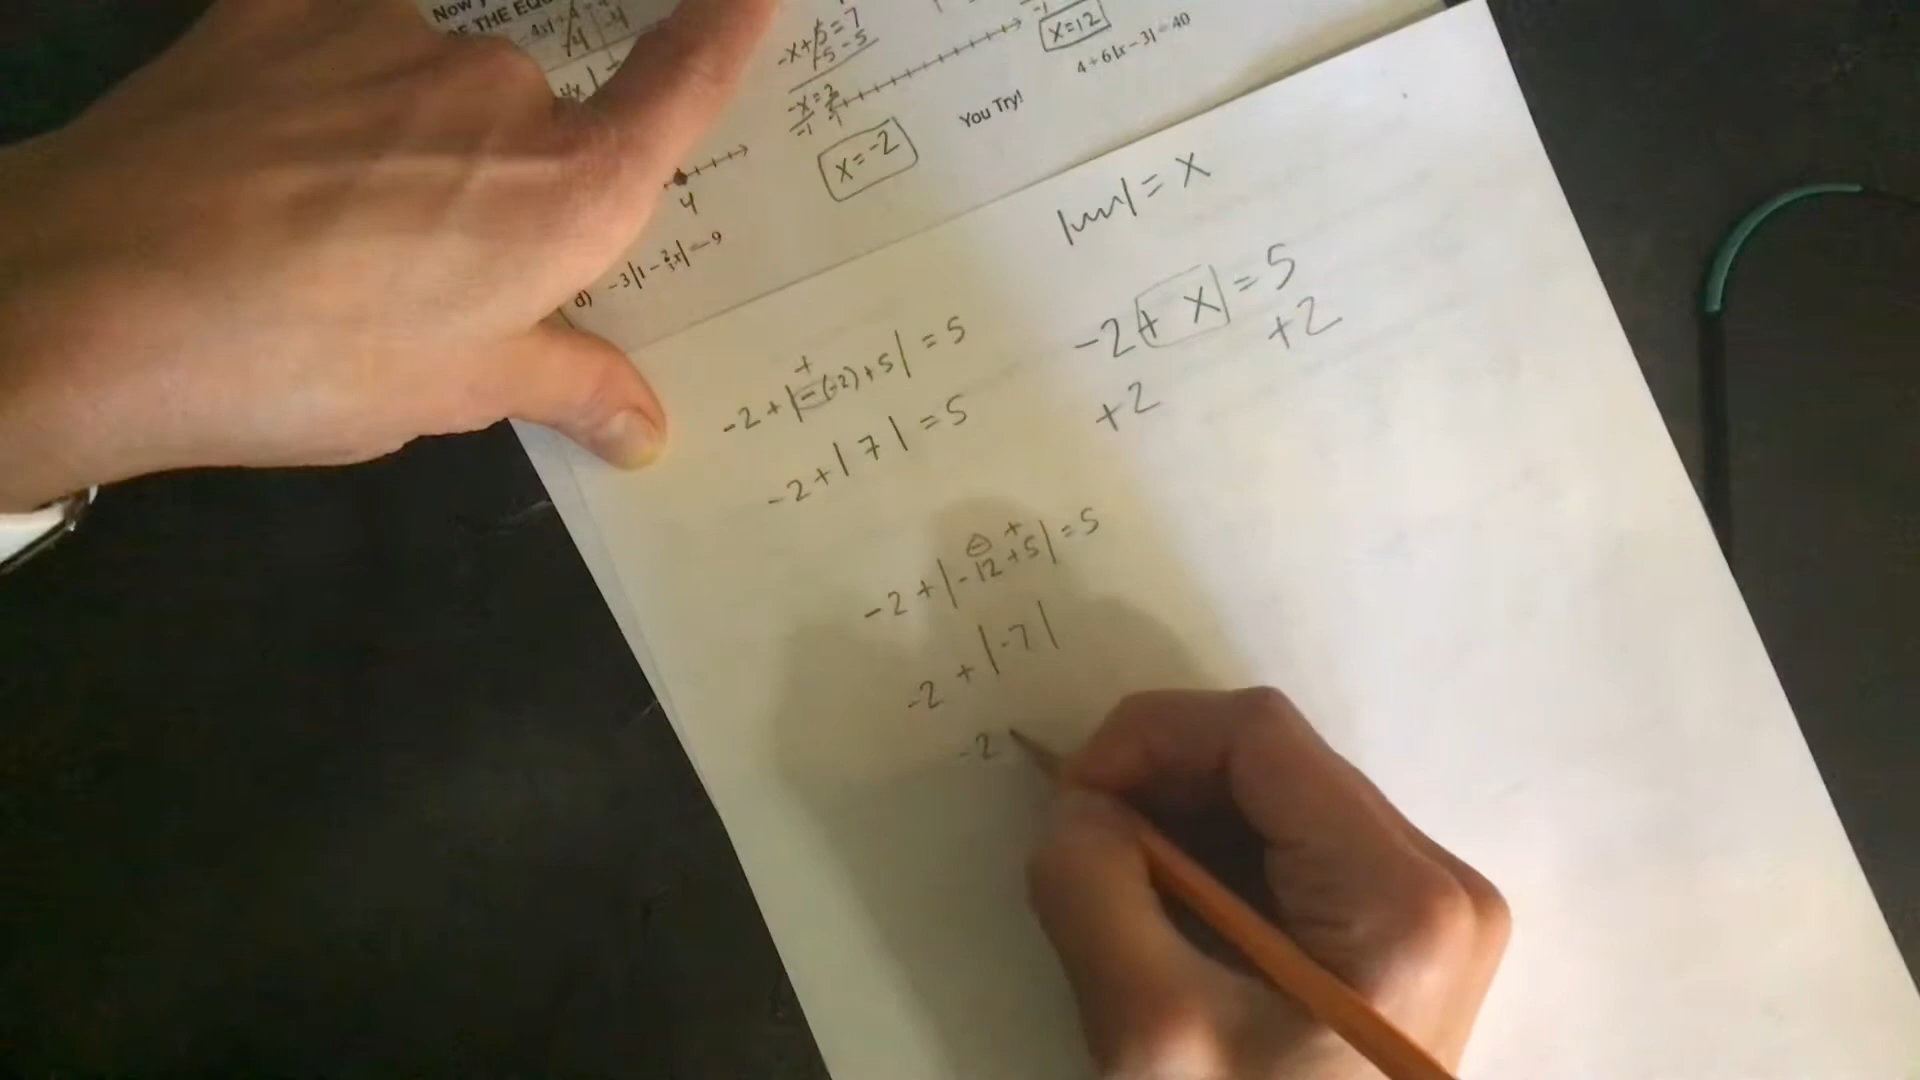 Now
OF THE EQU
-x+5=7
-5 -5
-x=2
-1 -1
x=-2
x=12
4+6|x-3|=40
You Try!
4
d) -3|1-⅔x|=-9
|un|=x
-2+|-(-2)+5|=5
+
-2+|7|=5
-2+x=5
+2 +2
⊖ +
-2+|-12+5|=5
-2+|-7|
-2